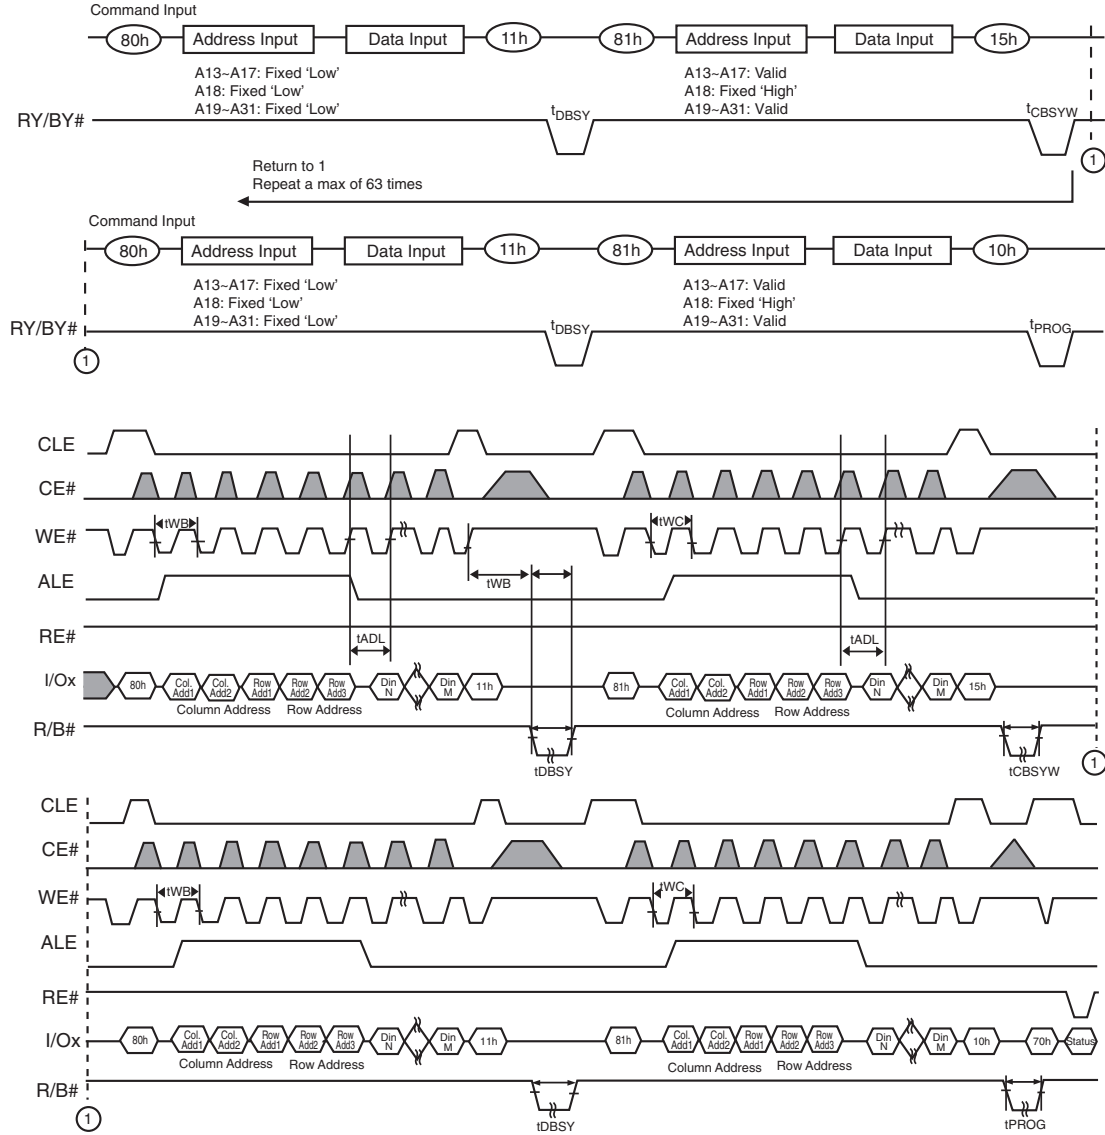 Command Input
80h Address Input Data Input 11h 81h Address Input Data Input 15h
A13~A17: Fixed 'Low' A13~A17: Valid
A18: Fixed 'Low' A18: Fixed 'High'
A19~A31: Fixed 'Low' A19~A31: Valid
RY/BY# tDBSY tCBSYW
1
Return to 1
Repeat a max of 63 times
Command Input
80h Address Input Data Input 11h 81h Address Input Data Input 10h
A13~A17: Fixed 'Low' A13~A17: Valid
A18: Fixed 'Low' A18: Fixed 'High'
A19~A31: Fixed 'Low' A19~A31: Valid
RY/BY# tDBSY tPROG
1
CLE
CE#
WE# tWB tWC
ALE tWB
RE#
tADL tADL
I/Ox 80h Col. Add1 Col. Add2 Row Add1 Row Add2 Row Add3 Din N Din M 11h 81h Col. Add1 Col. Add2 Row Add1 Row Add2 Row Add3 Din N Din M 15h
Column Address Row Address Column Address Row Address
R/B#
tDBSY tCBSYW 1
CLE
CE#
WE# tWB tWC
ALE
RE#
I/Ox 80h Col. Add1 Col. Add2 Row Add1 Row Add2 Row Add3 Din N Din M 11h 81h Col. Add1 Col. Add2 Row Add1 Row Add2 Row Add3 Din N Din M 10h 70h Status
Column Address Row Address Column Address Row Address
R/B#
1 tDBSY tPROG